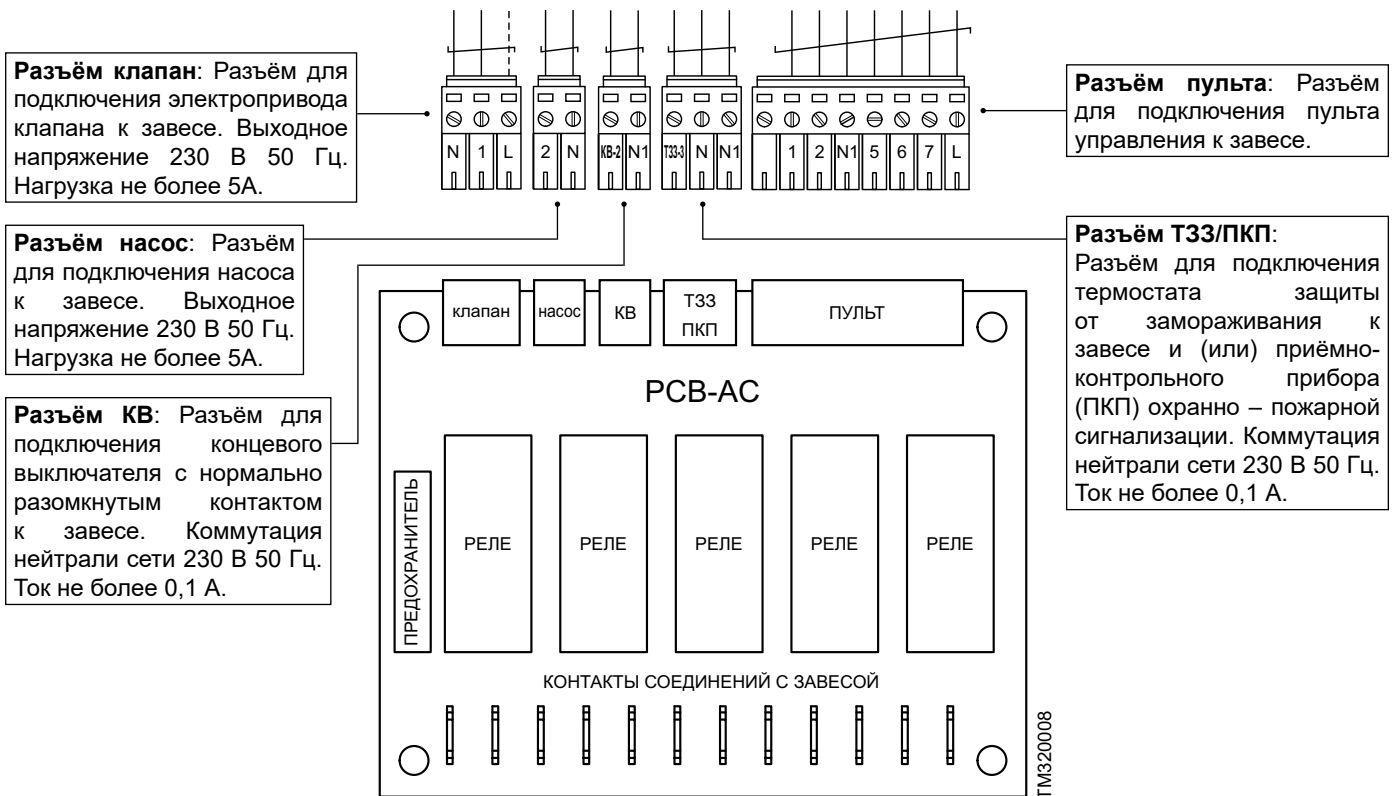 Разъём клапан: Разъём для
подключения электропривода
клапана к завесе. Выходное
напряжение 230 В 50 Гц.
Нагрузка не более 5А.
Разъём насос: Разъём
для подключения насоса
к завесе. Выходное
напряжение 230 В 50 Гц.
Нагрузка не более 5А.
Разъём КВ: Разъём для
подключения концевого
выключателя с нормально
разомкнутым контактом
к завесе. Коммутация
нейтрали сети 230 В 50 Гц.
Ток не более 0,1 А.
N 1 L 2 N КВ-2 N1 ТЗЗ-3 N N1 1 2 N1 5 6 7 L
Разъём пульта: Разъём
для подключения пульта
управления к завесе.
Разъём ТЗЗ/ПКП:
Разъём для подключения
термостата защиты
от замораживания к
завесе и (или) приёмно-
контрольного прибора
(ПКП) охранно – пожарной
сигнализации. Коммутация
нейтрали сети 230 В 50 Гц.
Ток не более 0,1 А.
клапан насос КВ ТЗЗ ПУЛЬТ
ПКП
PCB-AC
ПРЕДОХРАНИТЕЛЬ
РЕЛЕ РЕЛЕ РЕЛЕ РЕЛЕ РЕЛЕ
КОНТАКТЫ СОЕДИНЕНИЙ С ЗАВЕСОЙ
TM320008